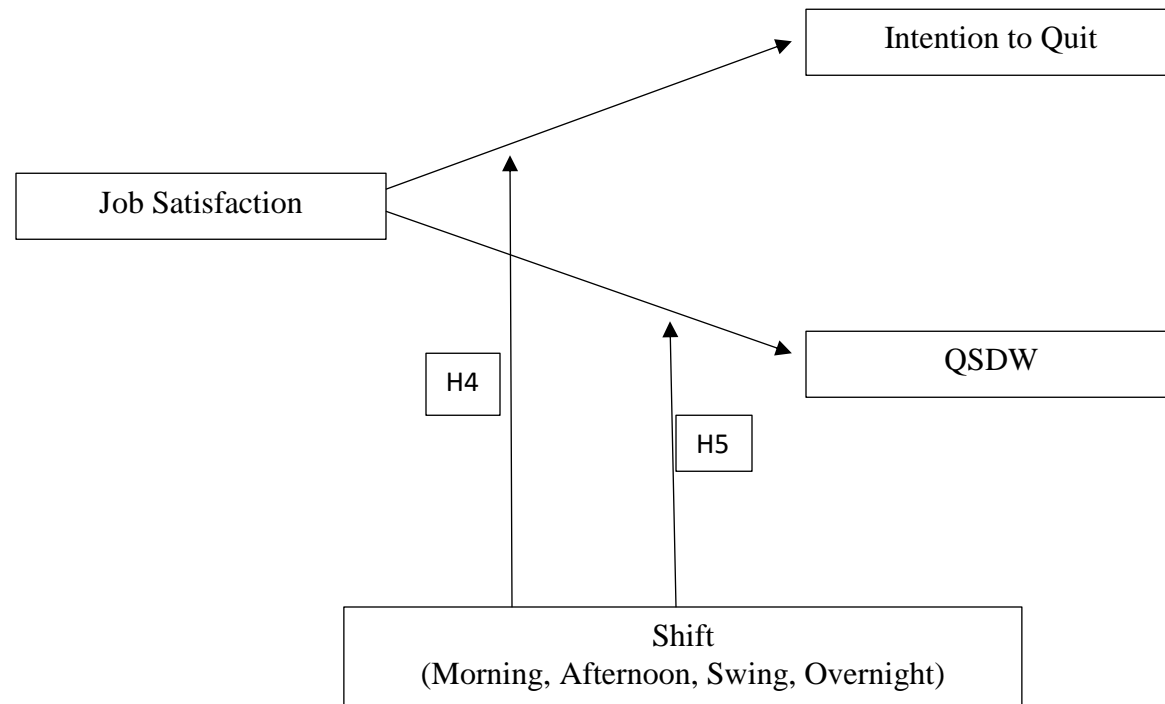 Intention to Quit
Job Satisfaction
QSDW
H4
H5
Shift
(Morning, Afternoon, Swing, Overnight)